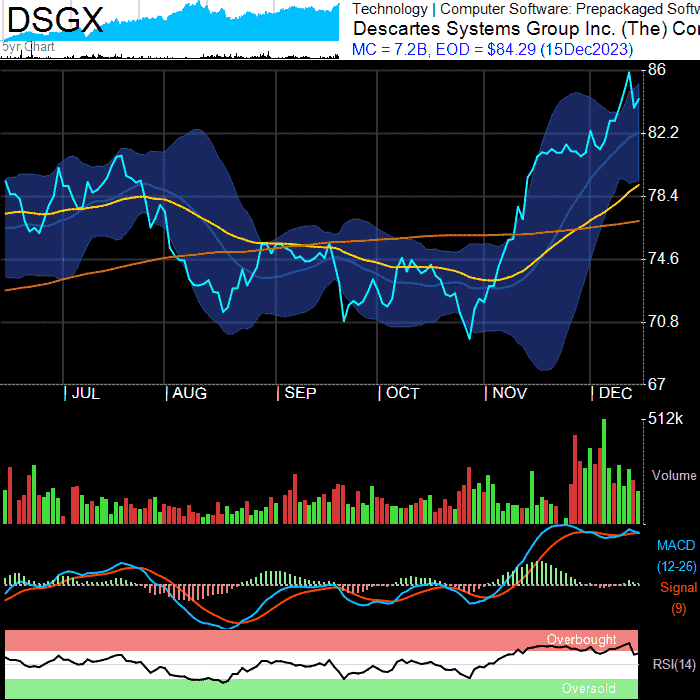 DSGX
5yr. Chart
Technology | Computer Software: Prepackaged Softw
Descartes Systems Group Inc. (The) Co
MC = 7.2B, EOD = $84.29 (15Dec2023)
86
82.2
78.4
74.6
70.8
67
| JUL | AUG | SEP | OCT | NOV | DEC
512k
Volume
MACD
(12-26)
Signal
(9)
Overbought
RSI(14)
Oversold